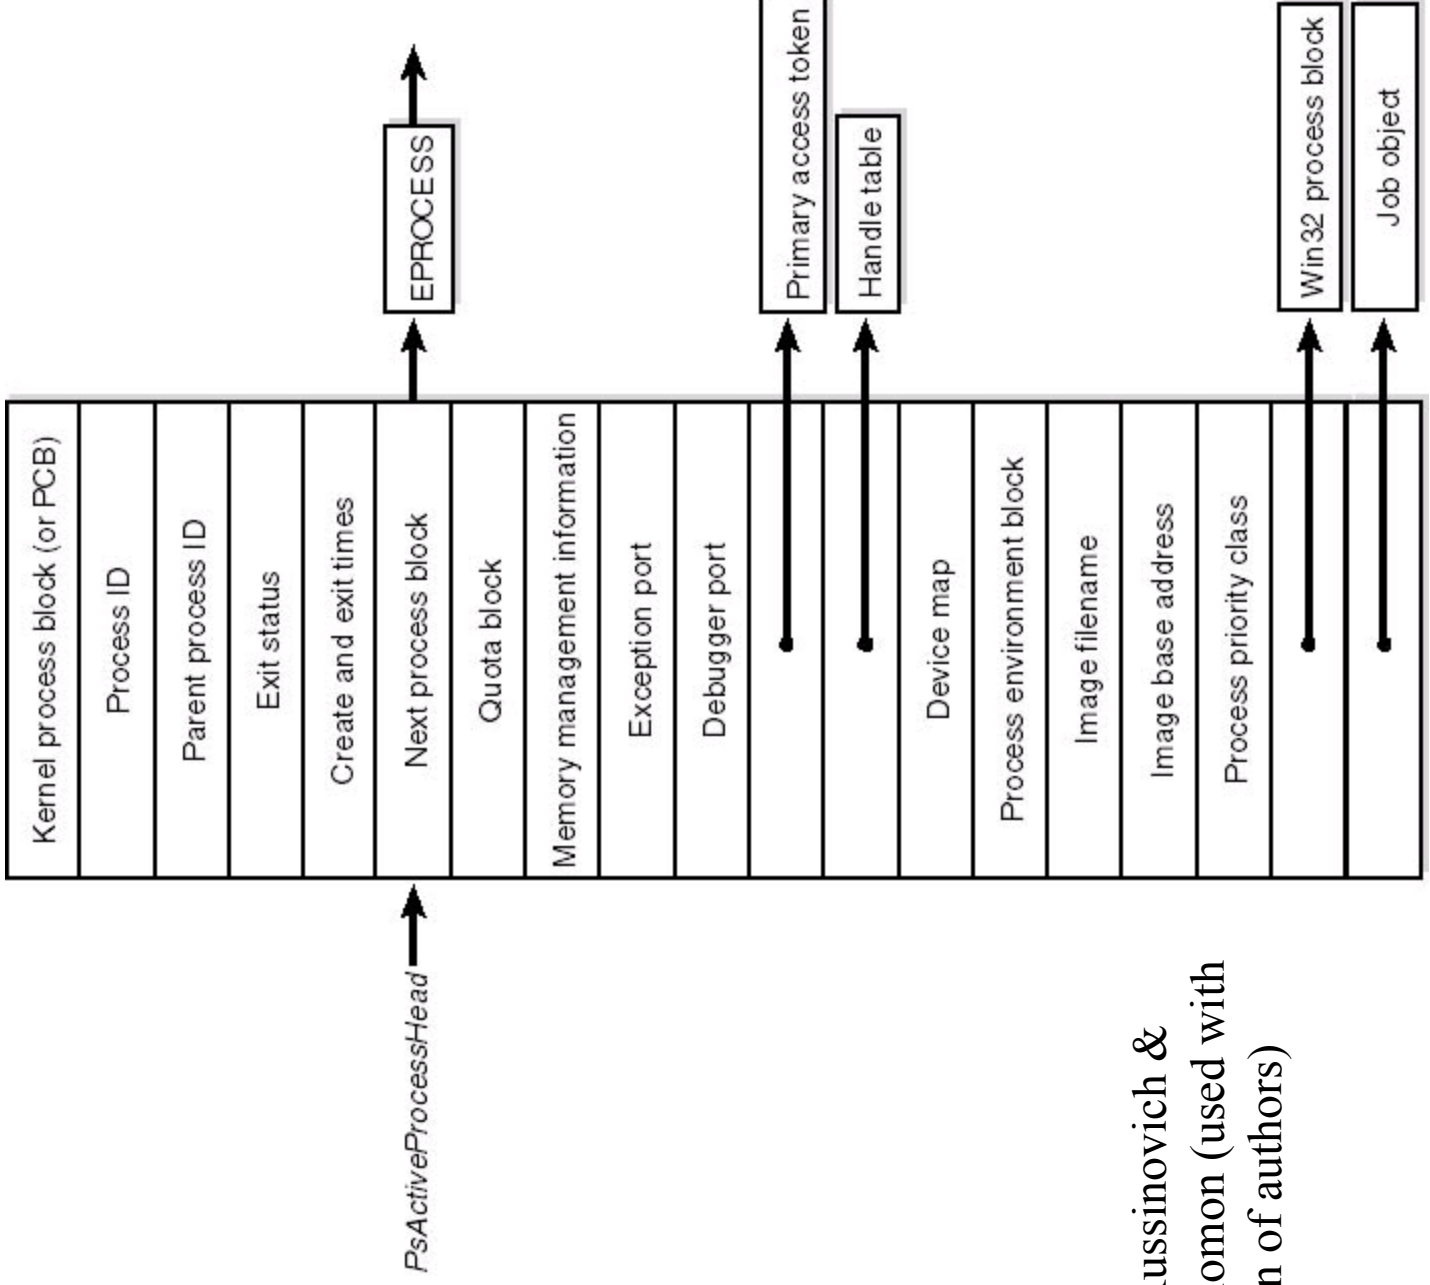 Kernel process block (or PCB)
Process ID
Parent process ID
Exit status
Create and exit times
PsActiveProcessHead
Next process block
EPROCESS
Quota block
Memory management information
Exception port
Debugger port
Primary access token
Handle table
Device map
Process environment block
Image filename
Image base address
Process priority class
Win32 process block
Job object
&
(used with
of authors)